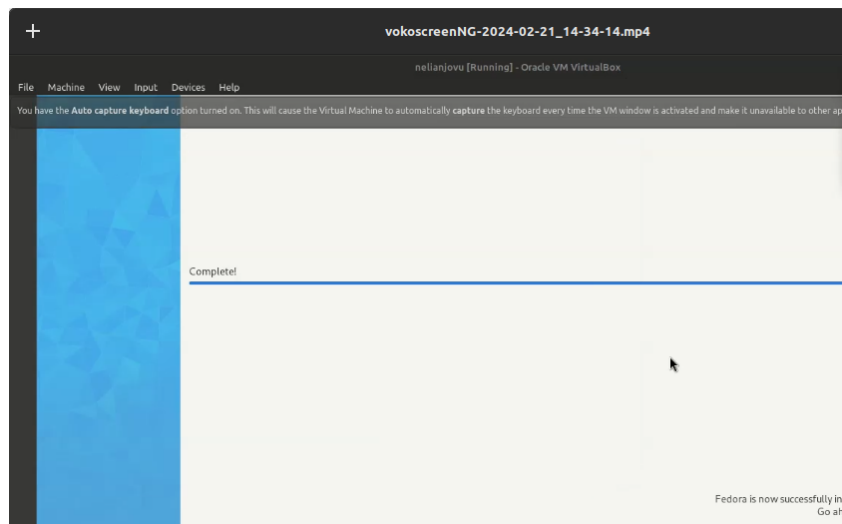 vokoscreenNG-2024-02-21_14-34-14.mp4
nelianjovu [Running] - Oracle VM VirtualBox
File Machine View Input Devices Help
You have the Auto capture keyboard option turned on. This will cause the Virtual Machine to automatically capture the keyboard every time the VM window is activated and make it unavailable to other ap
Complete!
Fedora is now successfully in
Go ah